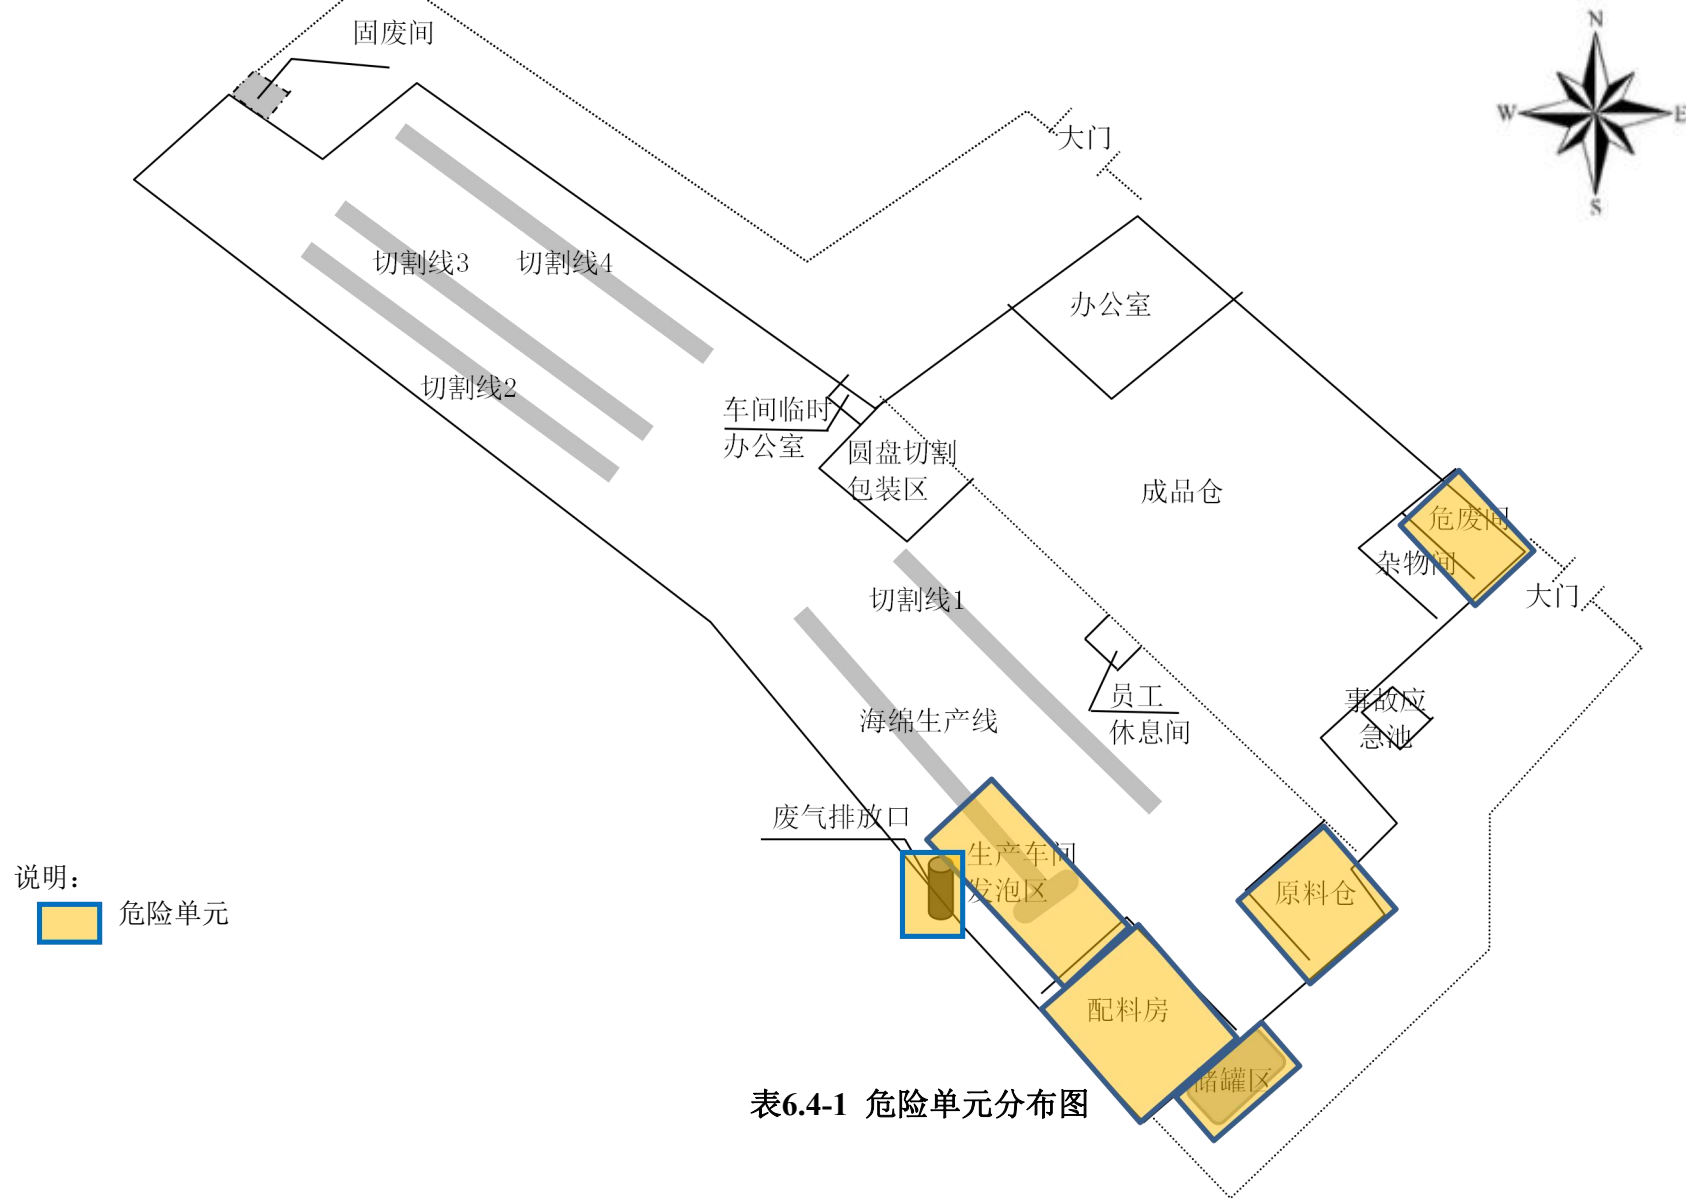 固废间
N
W
E
S
大门
切割线3
切割线4
办公室
切割线2
车间临时
办公室
圆盘切割
包装区
成品仓
危废间
杂物间
大门
切割线1
员工
休息间
事故应
急池
海绵生产线
废气排放口
生产车间
发泡区
原料仓
说明：
危险单元
配料房
储罐区
表6.4-1 危险单元分布图